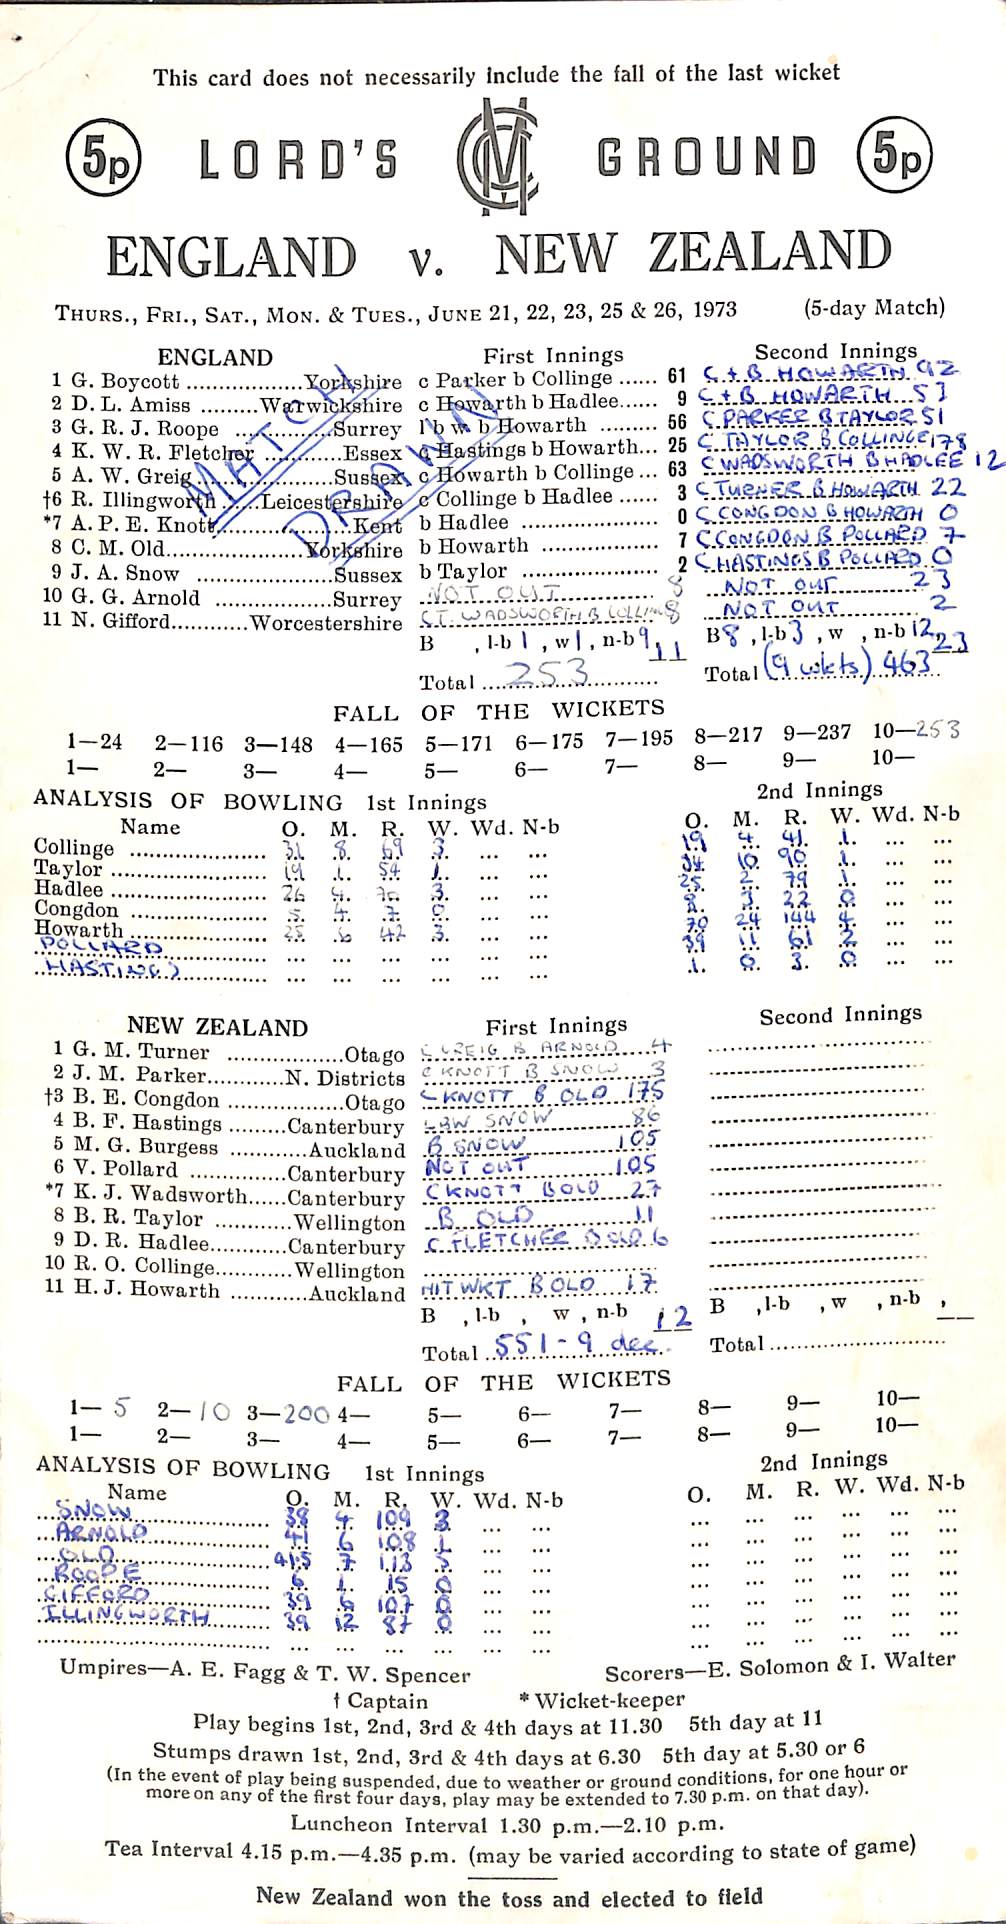 This card does not necessarily include the fall of the last wicket
5p LORD'S MCC GROUND 5p
ENGLAND v. NEW ZEALAND
THURS., FRI., SAT., MON. & TUES., JUNE 21, 22, 23, 25 & 26, 1973 (5-day Match)
ENGLAND First Innings Second Innings
1 G. Boycott ..................Yorkshire c Parker b Collinge ...... 61 C + B HOWARTH 92
2 D. L. Amiss .........Warwickshire c Howarth b Hadlee...... 9 C + B HOWARTH 53
3 G. R. J. Roope ............Surrey l b w b Howarth ......... 56 C PARKER B TAYLOR 51
4 K. W. R. Fletcher ............Essex c Hastings b Howarth... 25 C TAYLOR B COLLINGE 178
5 A. W. Greig ..................Sussex c Howarth b Collinge ... 63 C WADSWORTH B HADLEE 12
†6 R. Illingworth ......Leicestershire c Collinge b Hadlee ...... 3 C TURNER B HOWARTH 22
*7 A. P. E. Knott ..................Kent b Hadlee .................. 0 C CONGDON B HOWARTH 0
8 C. M. Old..................Yorkshire b Howarth ............... 7 C CONGDON B POLLARD 7
9 J. A. Snow ..................Sussex b Taylor .................. 2 C HASTINGS B POLLARD 0
10 G. G. Arnold ...............Surrey NOT OUT 8 NOT OUT 23
11 N. Gifford............Worcestershire CT. WADSWORTH B COLLINGE 8 NOT OUT 2
MATCH DRAWN
B , l-b 1 , w 1, n-b 9, 11 B 8 , l-b 3 , w , n-b 12, 23
Total 253 Total (9 wkts) 463
FALL OF THE WICKETS
1—24 2—116 3—148 4—165 5—171 6—175 7—195 8—217 9—237 10—253
1— 2— 3— 4— 5— 6— 7— 8— 9— 10—
ANALYSIS OF BOWLING 1st Innings 2nd Innings
Name O. M. R. W. Wd. N-b O. M. R. W. Wd. N-b
Collinge 31 8 69 3 ... ... 19 4 41 1 ... ...
Taylor 19 1 54 1 ... ... 34 10 90 1 ... ...
Hadlee 26 4 70 3 ... ... 25 2 79 1 ... ...
Congdon 5 4 7 0 ... ... 8 3 22 0 ... ...
Howarth 25 6 42 3 ... ... 70 24 144 4 ... ...
POLLARD ... ... ... ... ... ... 39 11 61 2 ... ...
HASTINGS ... ... ... ... ... ... 1 0 3 0 ... ...
NEW ZEALAND First Innings Second Innings
1 G. M. Turner ..................Otago C GREIG B ARNOLD 4
2 J. M. Parker............N. Districts C KNOTT B SNOW 3
†3 B. E. Congdon ..................Otago C KNOTT B OLD 175
4 B. F. Hastings .........Canterbury LBW SNOW 86
5 M. G. Burgess ............Auckland B SNOW 105
6 V. Pollard ...............Canterbury NOT OUT 105
*7 K. J. Wadsworth......Canterbury C KNOTT B OLD 27
8 B. R. Taylor ............Wellington B OLD 11
9 D. R. Hadlee............Canterbury C FLETCHER B OLD 6
10 R. O. Collinge............Wellington
11 H. J. Howarth ............Auckland HIT WKT B OLD 17
B , l-b , w , n-b 12 B , l-b , w , n-b ,
Total 551 - 9 dec. Total
FALL OF THE WICKETS
1— 5 2—10 3—200 4— 5— 6— 7— 8— 9— 10—
1— 2— 3— 4— 5— 6— 7— 8— 9— 10—
ANALYSIS OF BOWLING 1st Innings 2nd Innings
Name O. M. R. W. Wd. N-b O. M. R. W. Wd. N-b
SNOW 38 4 109 3 ... ...
ARNOLD 41 6 108 1 ... ...
OLD 41.5 7 113 5 ... ...
ROOPE 6 1 15 0 ... ...
GIFFORD 39 6 107 0 ... ...
ILLINGWORTH 39 12 87 0 ... ...
Umpires—A. E. Fagg & T. W. Spencer Scorers—E. Solomon & I. Walter
† Captain * Wicket-keeper
Play begins 1st, 2nd, 3rd & 4th days at 11.30 5th day at 11
Stumps drawn 1st, 2nd, 3rd & 4th days at 6.30 5th day at 5.30 or 6
(In the event of play being suspended, due to weather or ground conditions, for one hour or
more on any of the first four days, play may be extended to 7.30 p.m. on that day).
Luncheon Interval 1.30 p.m.—2.10 p.m.
Tea Interval 4.15 p.m.—4.35 p.m. (may be varied according to state of game)
New Zealand won the toss and elected to field